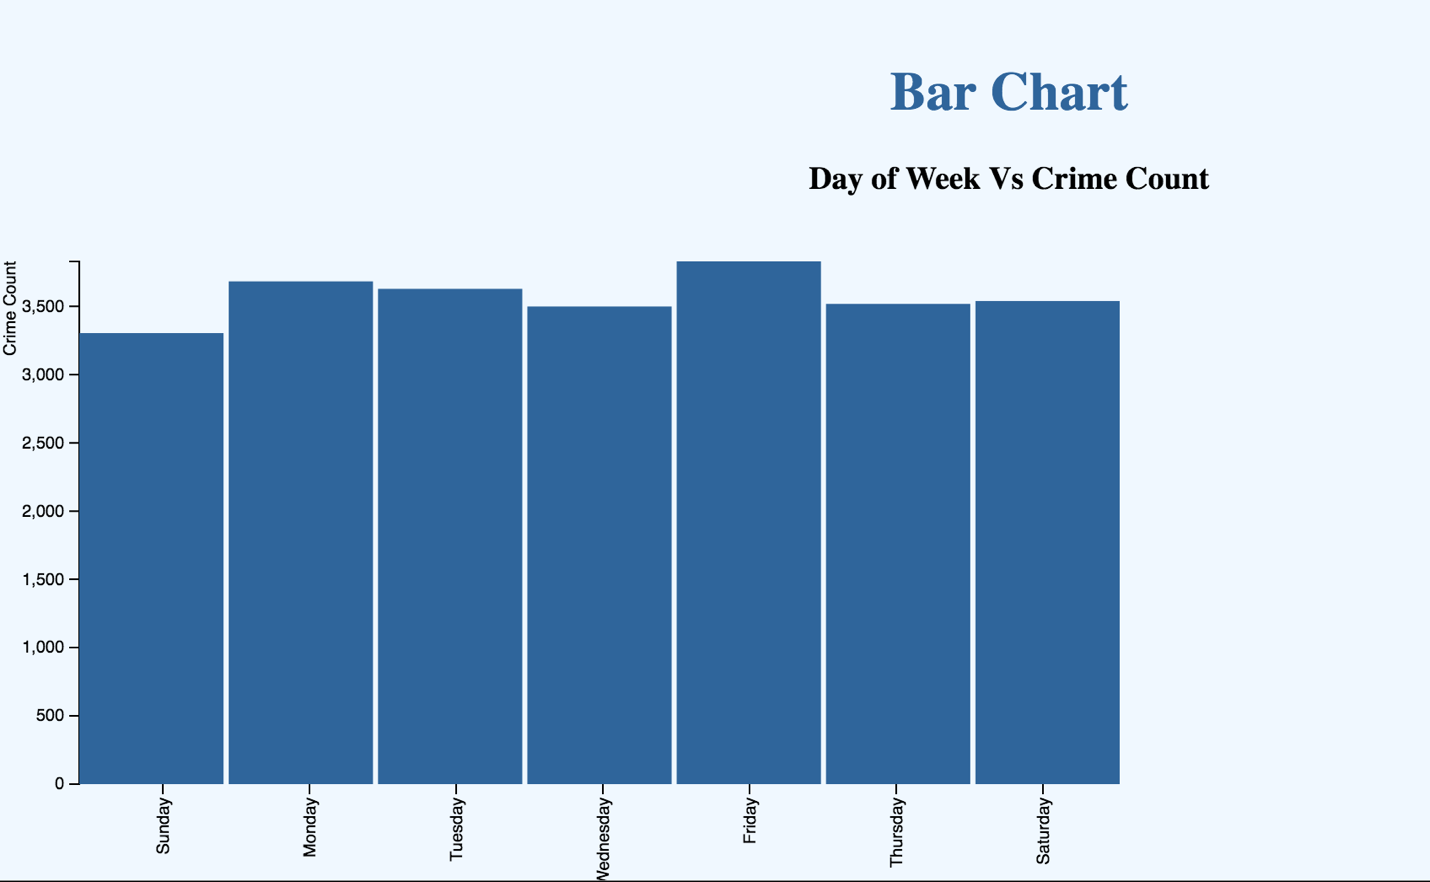 Bar Chart
Day of Week Vs Crime Count
Crime Count
3,500
3,000
2,500
2,000
1,500
1,000
500
0
Sunday
Monday
Tuesday
Wednesday
Friday
Thursday
Saturday